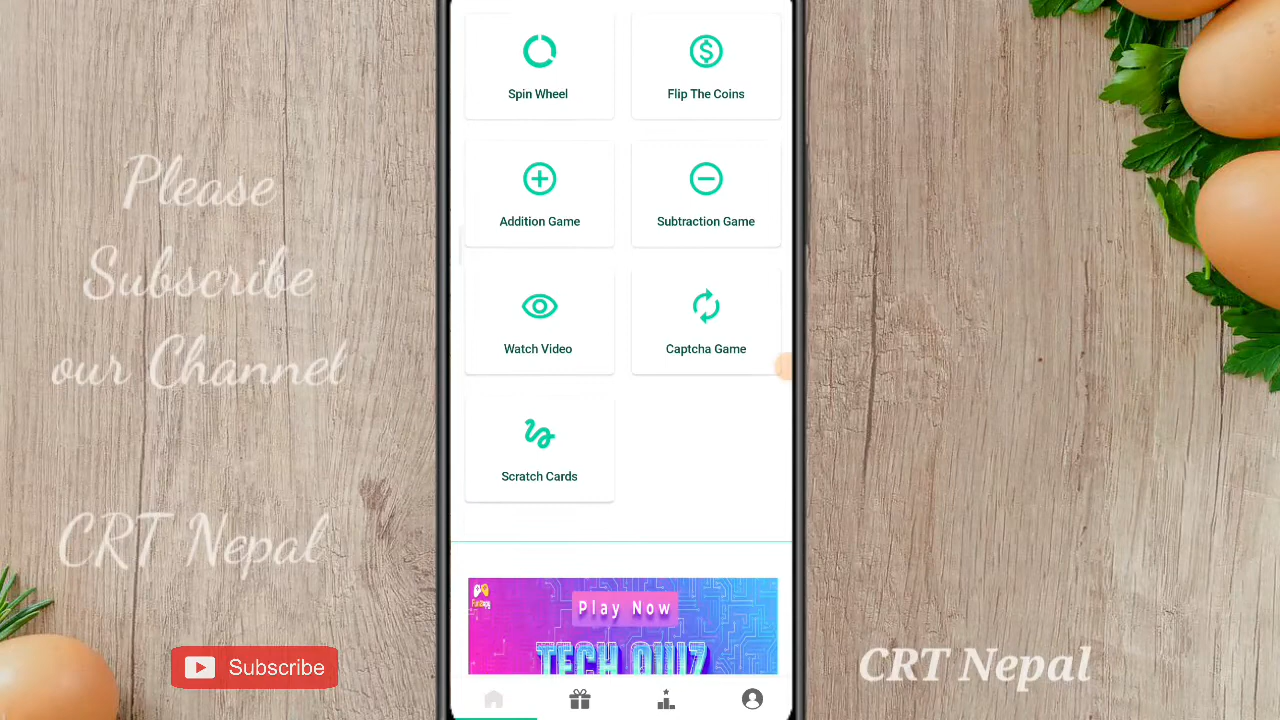 Spin Wheel
Flip The Coins
Addition Game
Subtraction Game
Watch Video
Captcha Game
Scratch Cards
Play Now
TECH QUIZ
Please
Subscribe
our Channel
CRT Nepal
Subscribe
CRT Nepal